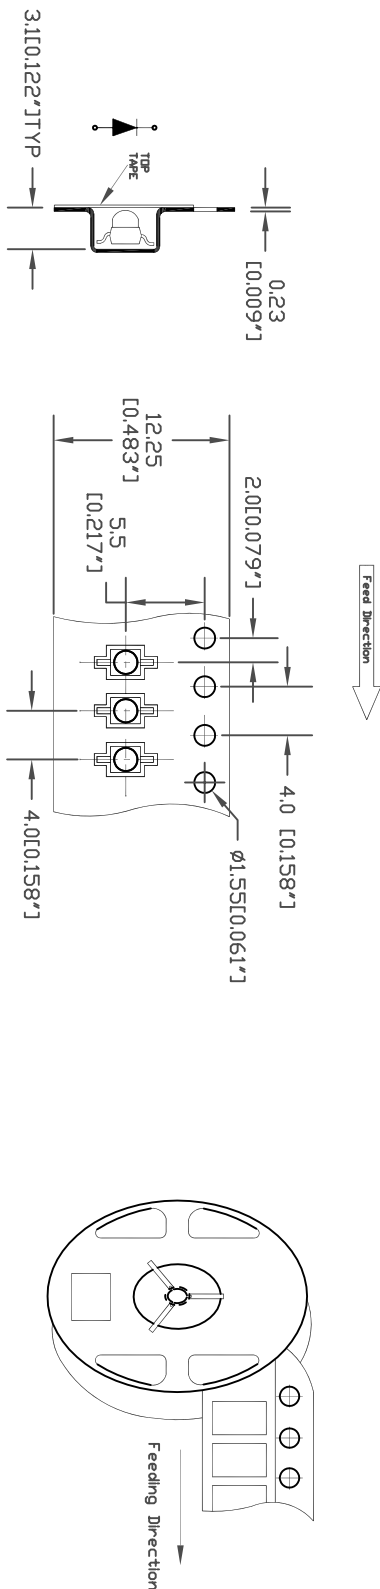 3.1[0.122"]TYP
TOP
TAPE
0.23
[0.009"]
12.25
[0.483"]
5.5
[0.217"]
2.0[0.079"]
Feed Direction
4.0 [0.158"]
4.0[0.158"]
Ø1.55[0.061"]
Feeding Direction